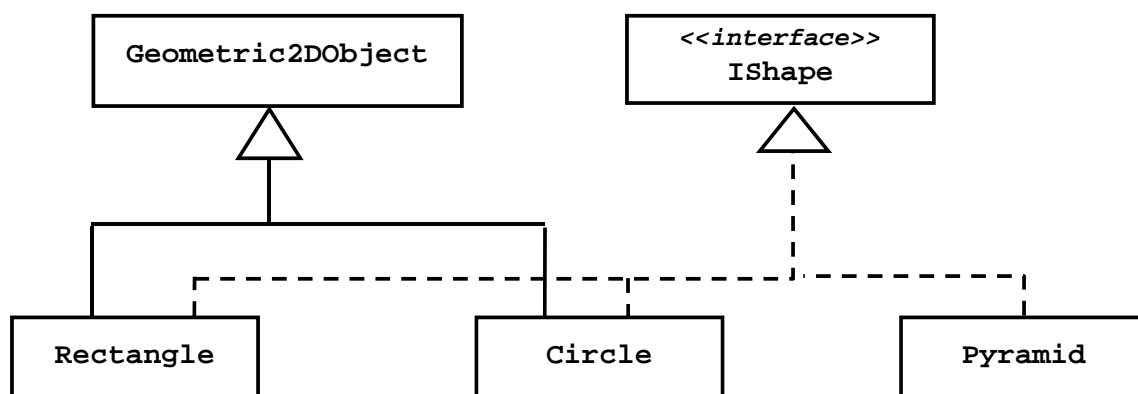 Geometric2DObject
<<interface>>
IShape
Rectangle
Circle
Pyramid